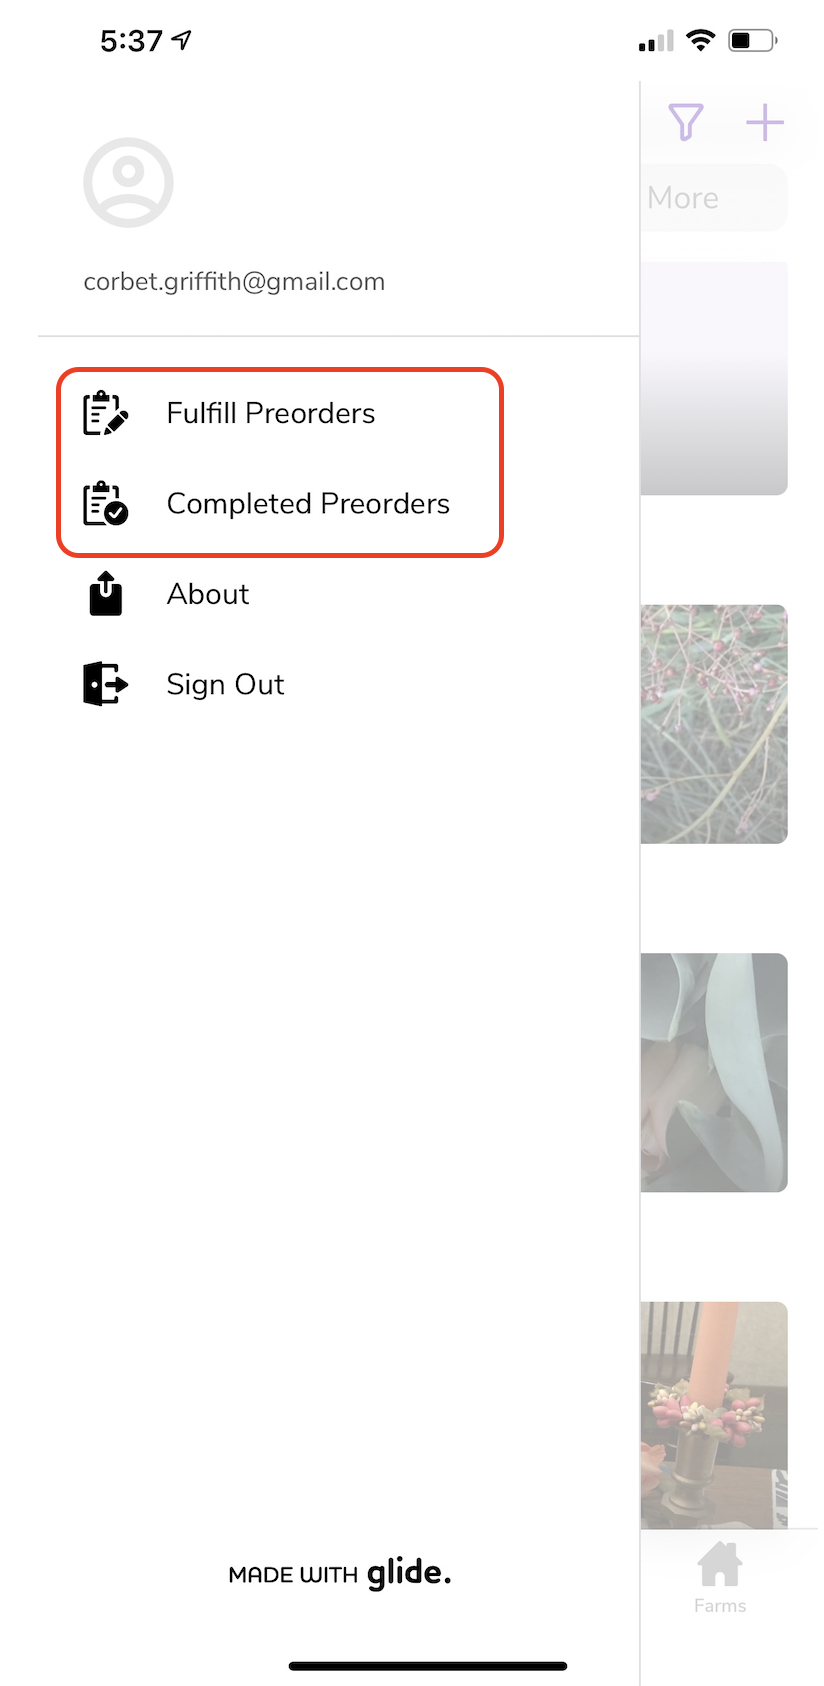 5:37
More
corbet.griffith@gmail.com
Fulfill Preorders
Completed Preorders
About
Sign Out
MADE WITH glide.
Farms